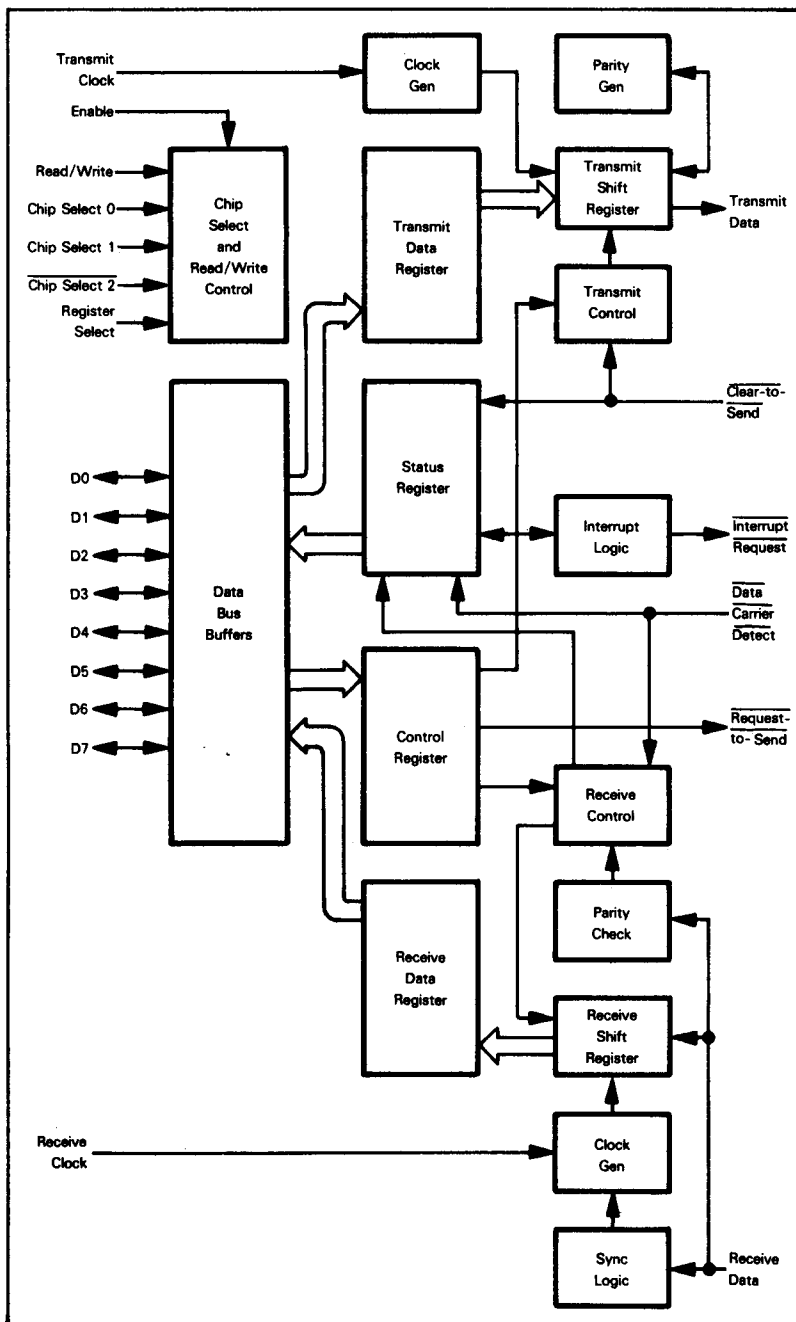 Transmit
Clock
Clock
Gen
Parity
Gen
Enable
Read/Write
Chip Select 0
Chip Select 1
Chip Select 2
Register
Select
Chip
Select
and
Read/Write
Control
Transmit
Data
Register
Transmit
Shift
Register
Transmit
Data
Transmit
Control
Clear-to-
Send
D0
D1
D2
D3
D4
D5
D6
D7
Data
Bus
Buffers
Status
Register
Interrupt
Logic
Interrupt
Request
Data
Carrier
Detect
Control
Register
Request-
to-Send
Receive
Control
Parity
Check
Receive
Data
Register
Receive
Shift
Register
Receive
Clock
Clock
Gen
Sync
Logic
Receive
Data